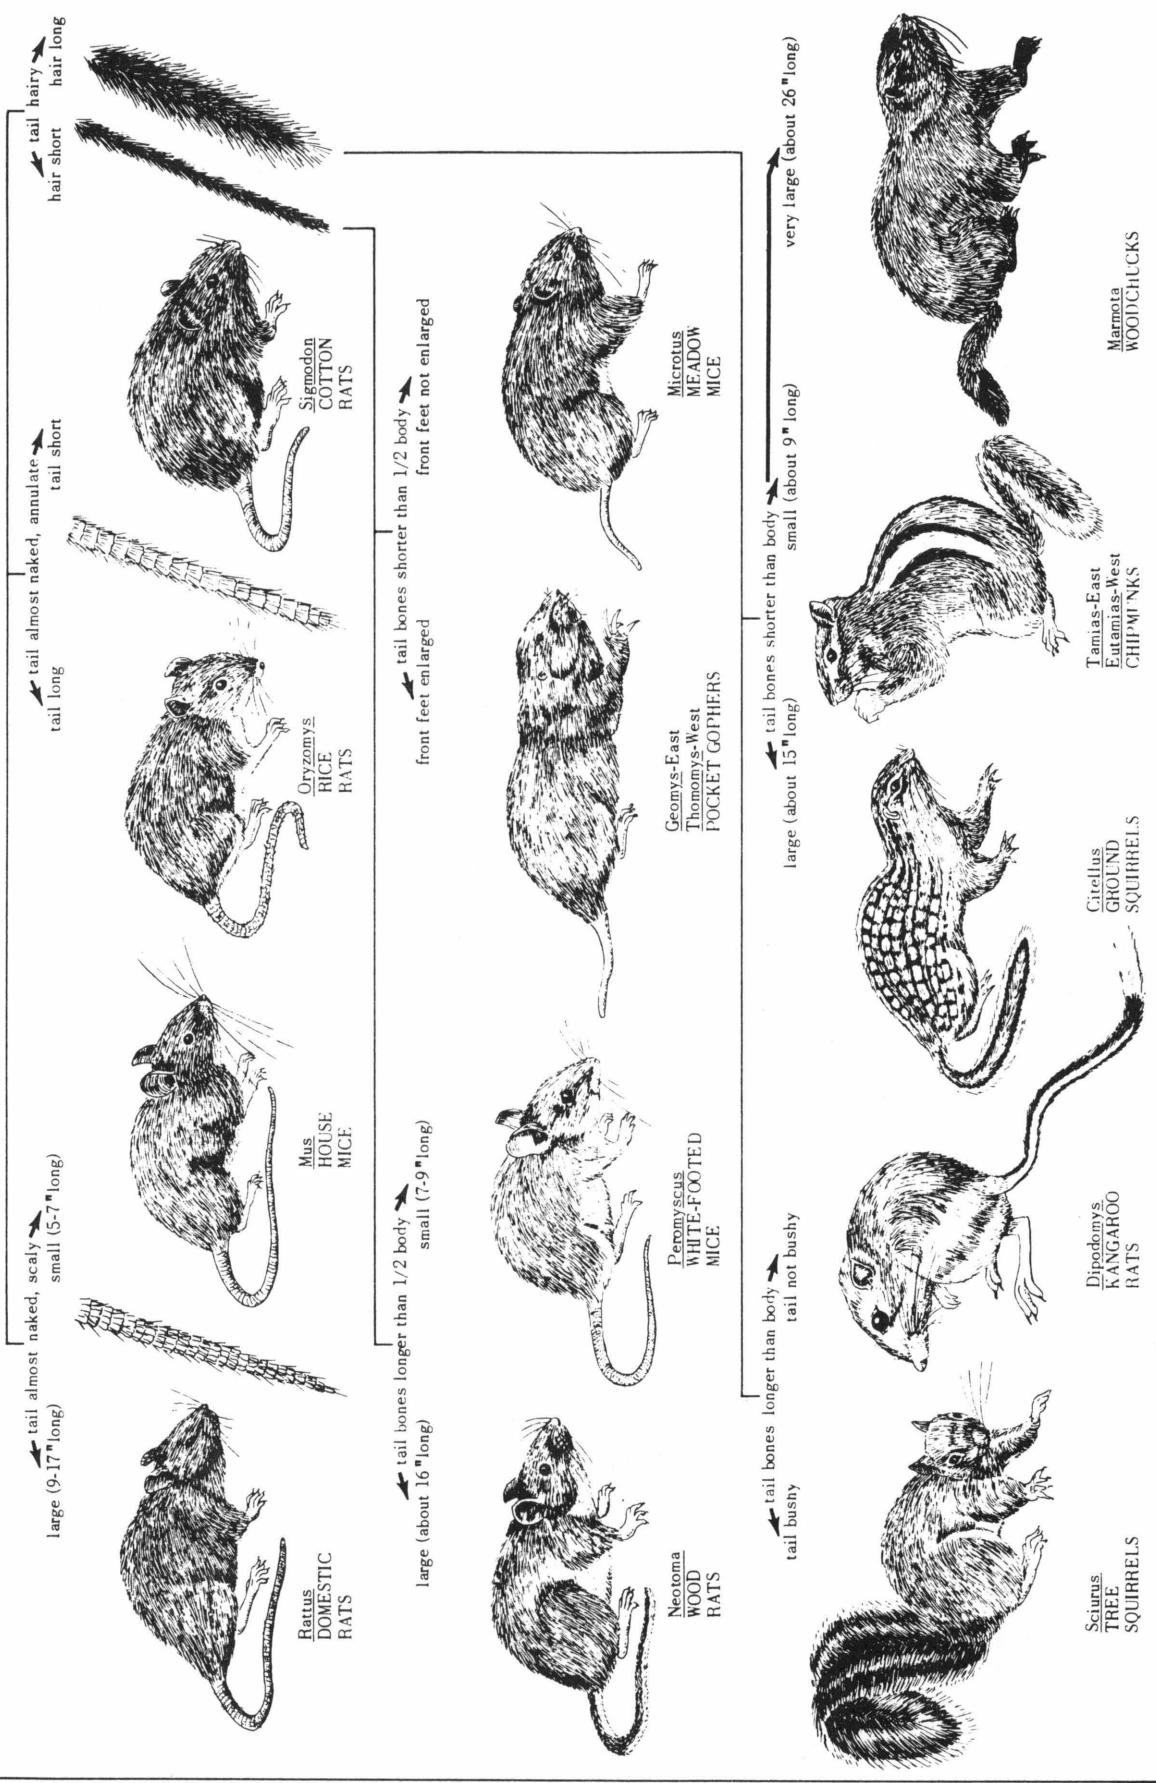 tail almost naked, scaly
large (9-17"long)
small (5-7"long)
tail almost naked, annulate
tail long
tail short
tail hairy
hair short
hair long
Rattus
DOMESTIC
RATS
Mus
HOUSE
MICE
Oryzomys
RICE
RATS
Sigmodon
COTTON
RATS
tail bones longer than 1/2 body
large (about 16"long)
small (7-9"long)
tail bones shorter than 1/2 body
front feet enlarged
front feet not enlarged
Neotoma
WOOD
RATS
Peromyscus
WHITE-FOOTED
MICE
Geomys-East
Thomomys-West
POCKET GOPHERS
Microtus
MEADOW
MICE
tail bones longer than body
tail bushy
tail not bushy
tail bones shorter than body
large (about 15"long)
small (about 9" long)
very large (about 26"long)
Sciurus
TREE
SQUIRRELS
Dipodomys
KANGAROO
RATS
Citellus
GROUND
SQUIRRELS
Tamias-East
Eutamias-West
CHIPMUNKS
Marmota
WOODCHUCKS